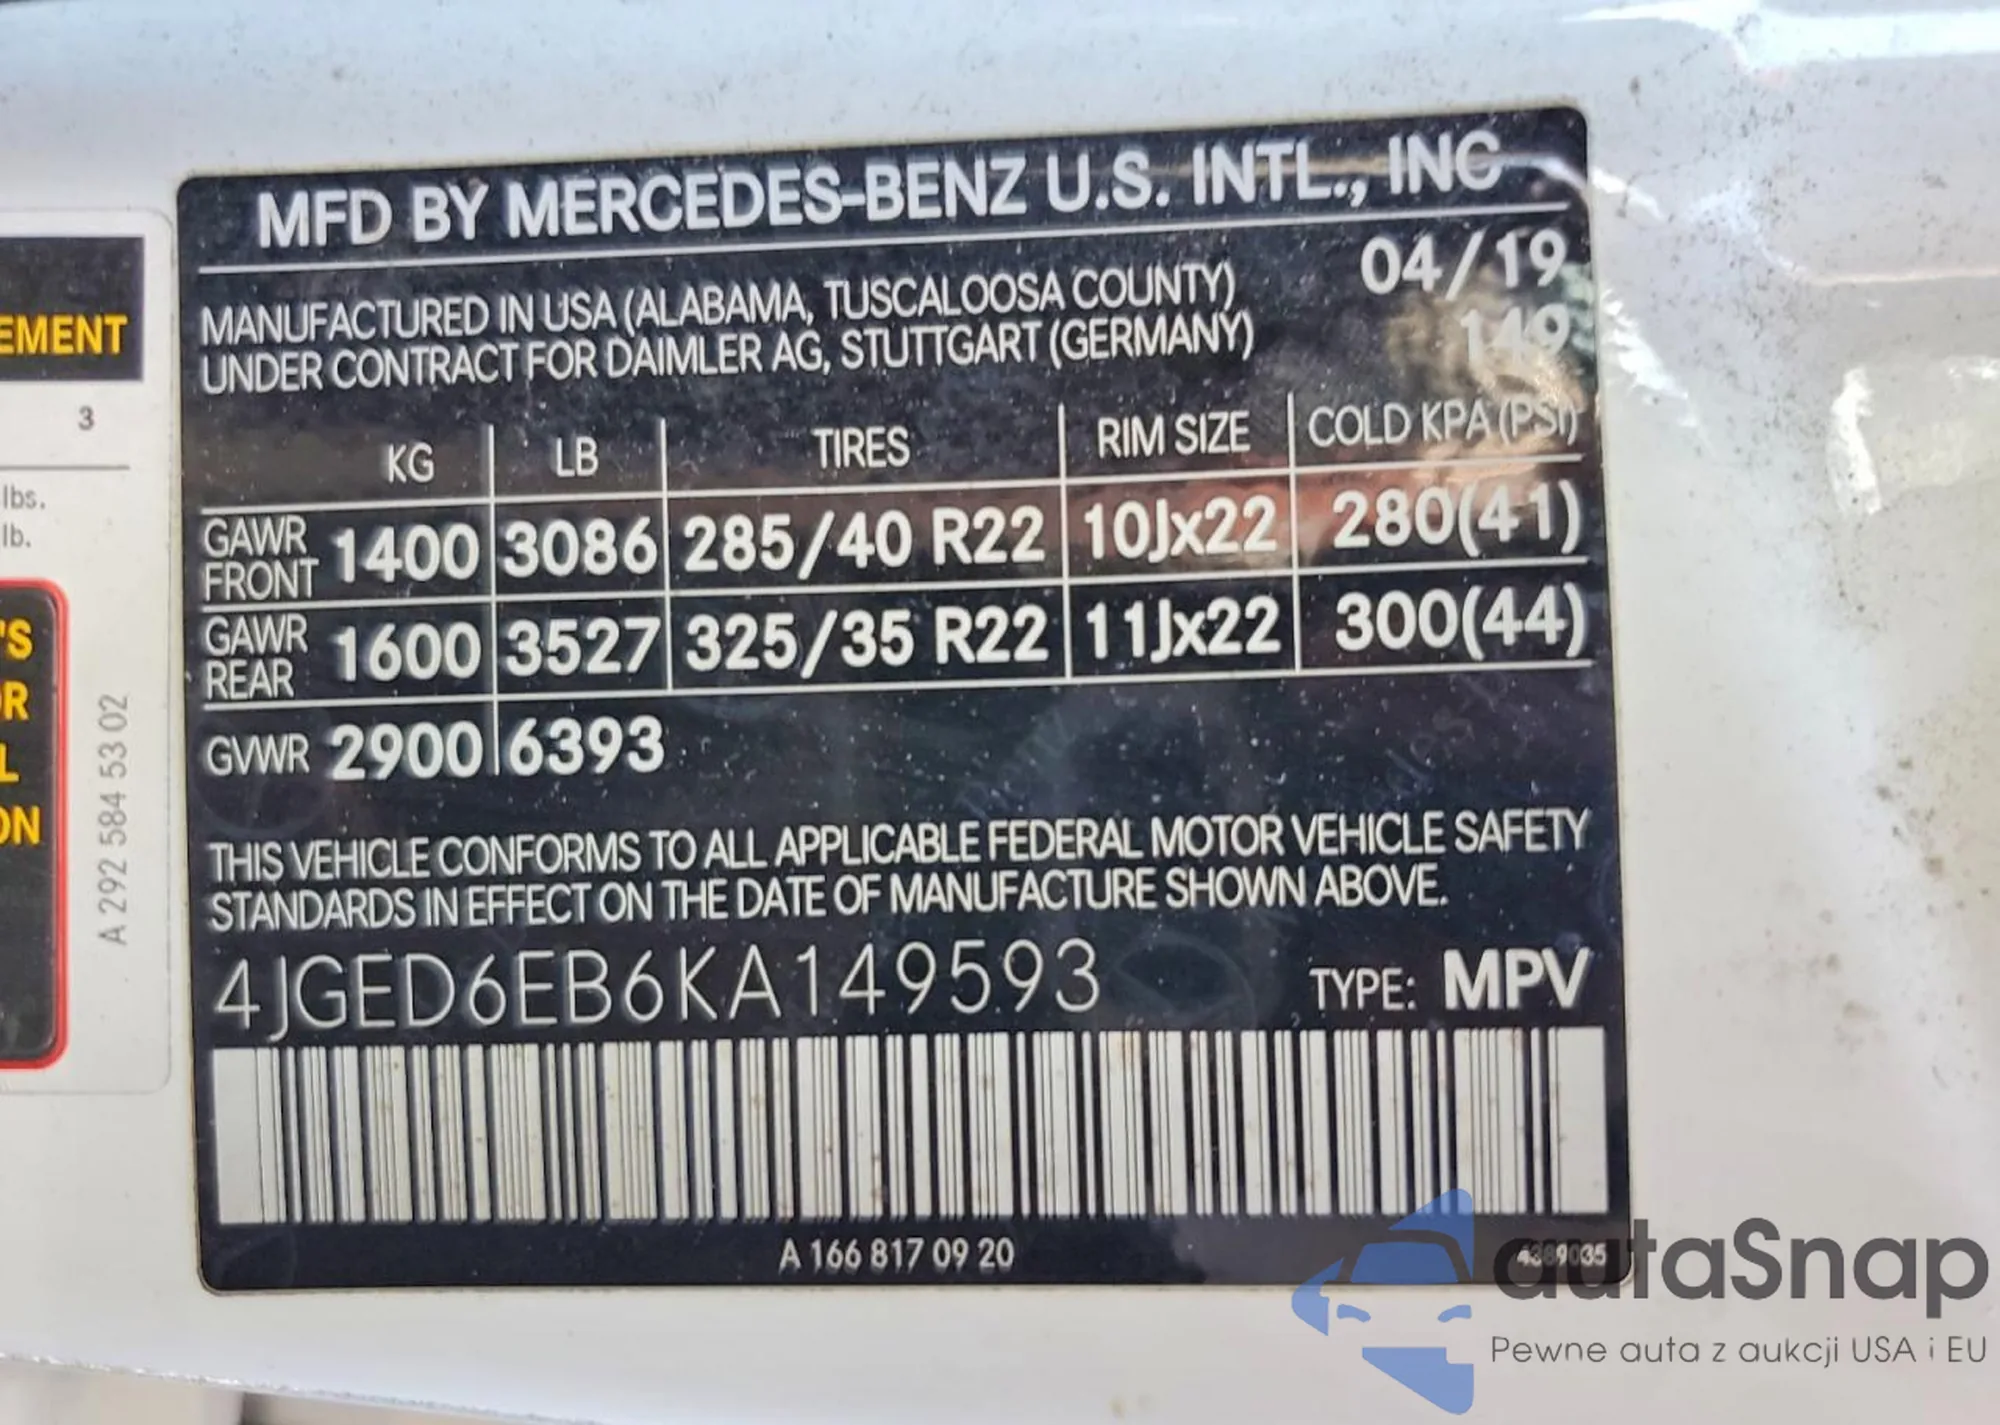 MFD BY MERCEDES-BENZ U.S. INTL., INC
MANUFACTURED IN USA (ALABAMA, TUSCALOOSA COUNTY) 04/19
UNDER CONTRACT FOR DAIMLER AG, STUTTGART (GERMANY) 149
KG LB TIRES RIM SIZE COLD KPA (PSI)
GAWR FRONT 1400 3086 285/40 R22 10Jx22 280(41)
GAWR REAR 1600 3527 325/35 R22 11Jx22 300(44)
GVWR 2900 6393
THIS VEHICLE CONFORMS TO ALL APPLICABLE FEDERAL MOTOR VEHICLE SAFETY
STANDARDS IN EFFECT ON THE DATE OF MANUFACTURE SHOWN ABOVE.
4JGED6EB6KA149593 TYPE: MPV
A 166 817 09 20 4389035
EMENT
3
lbs.
lb.
'S
OR
L
ON
A 292 584 53 02
autaSnap
Pewne auta z aukcji USA i EU